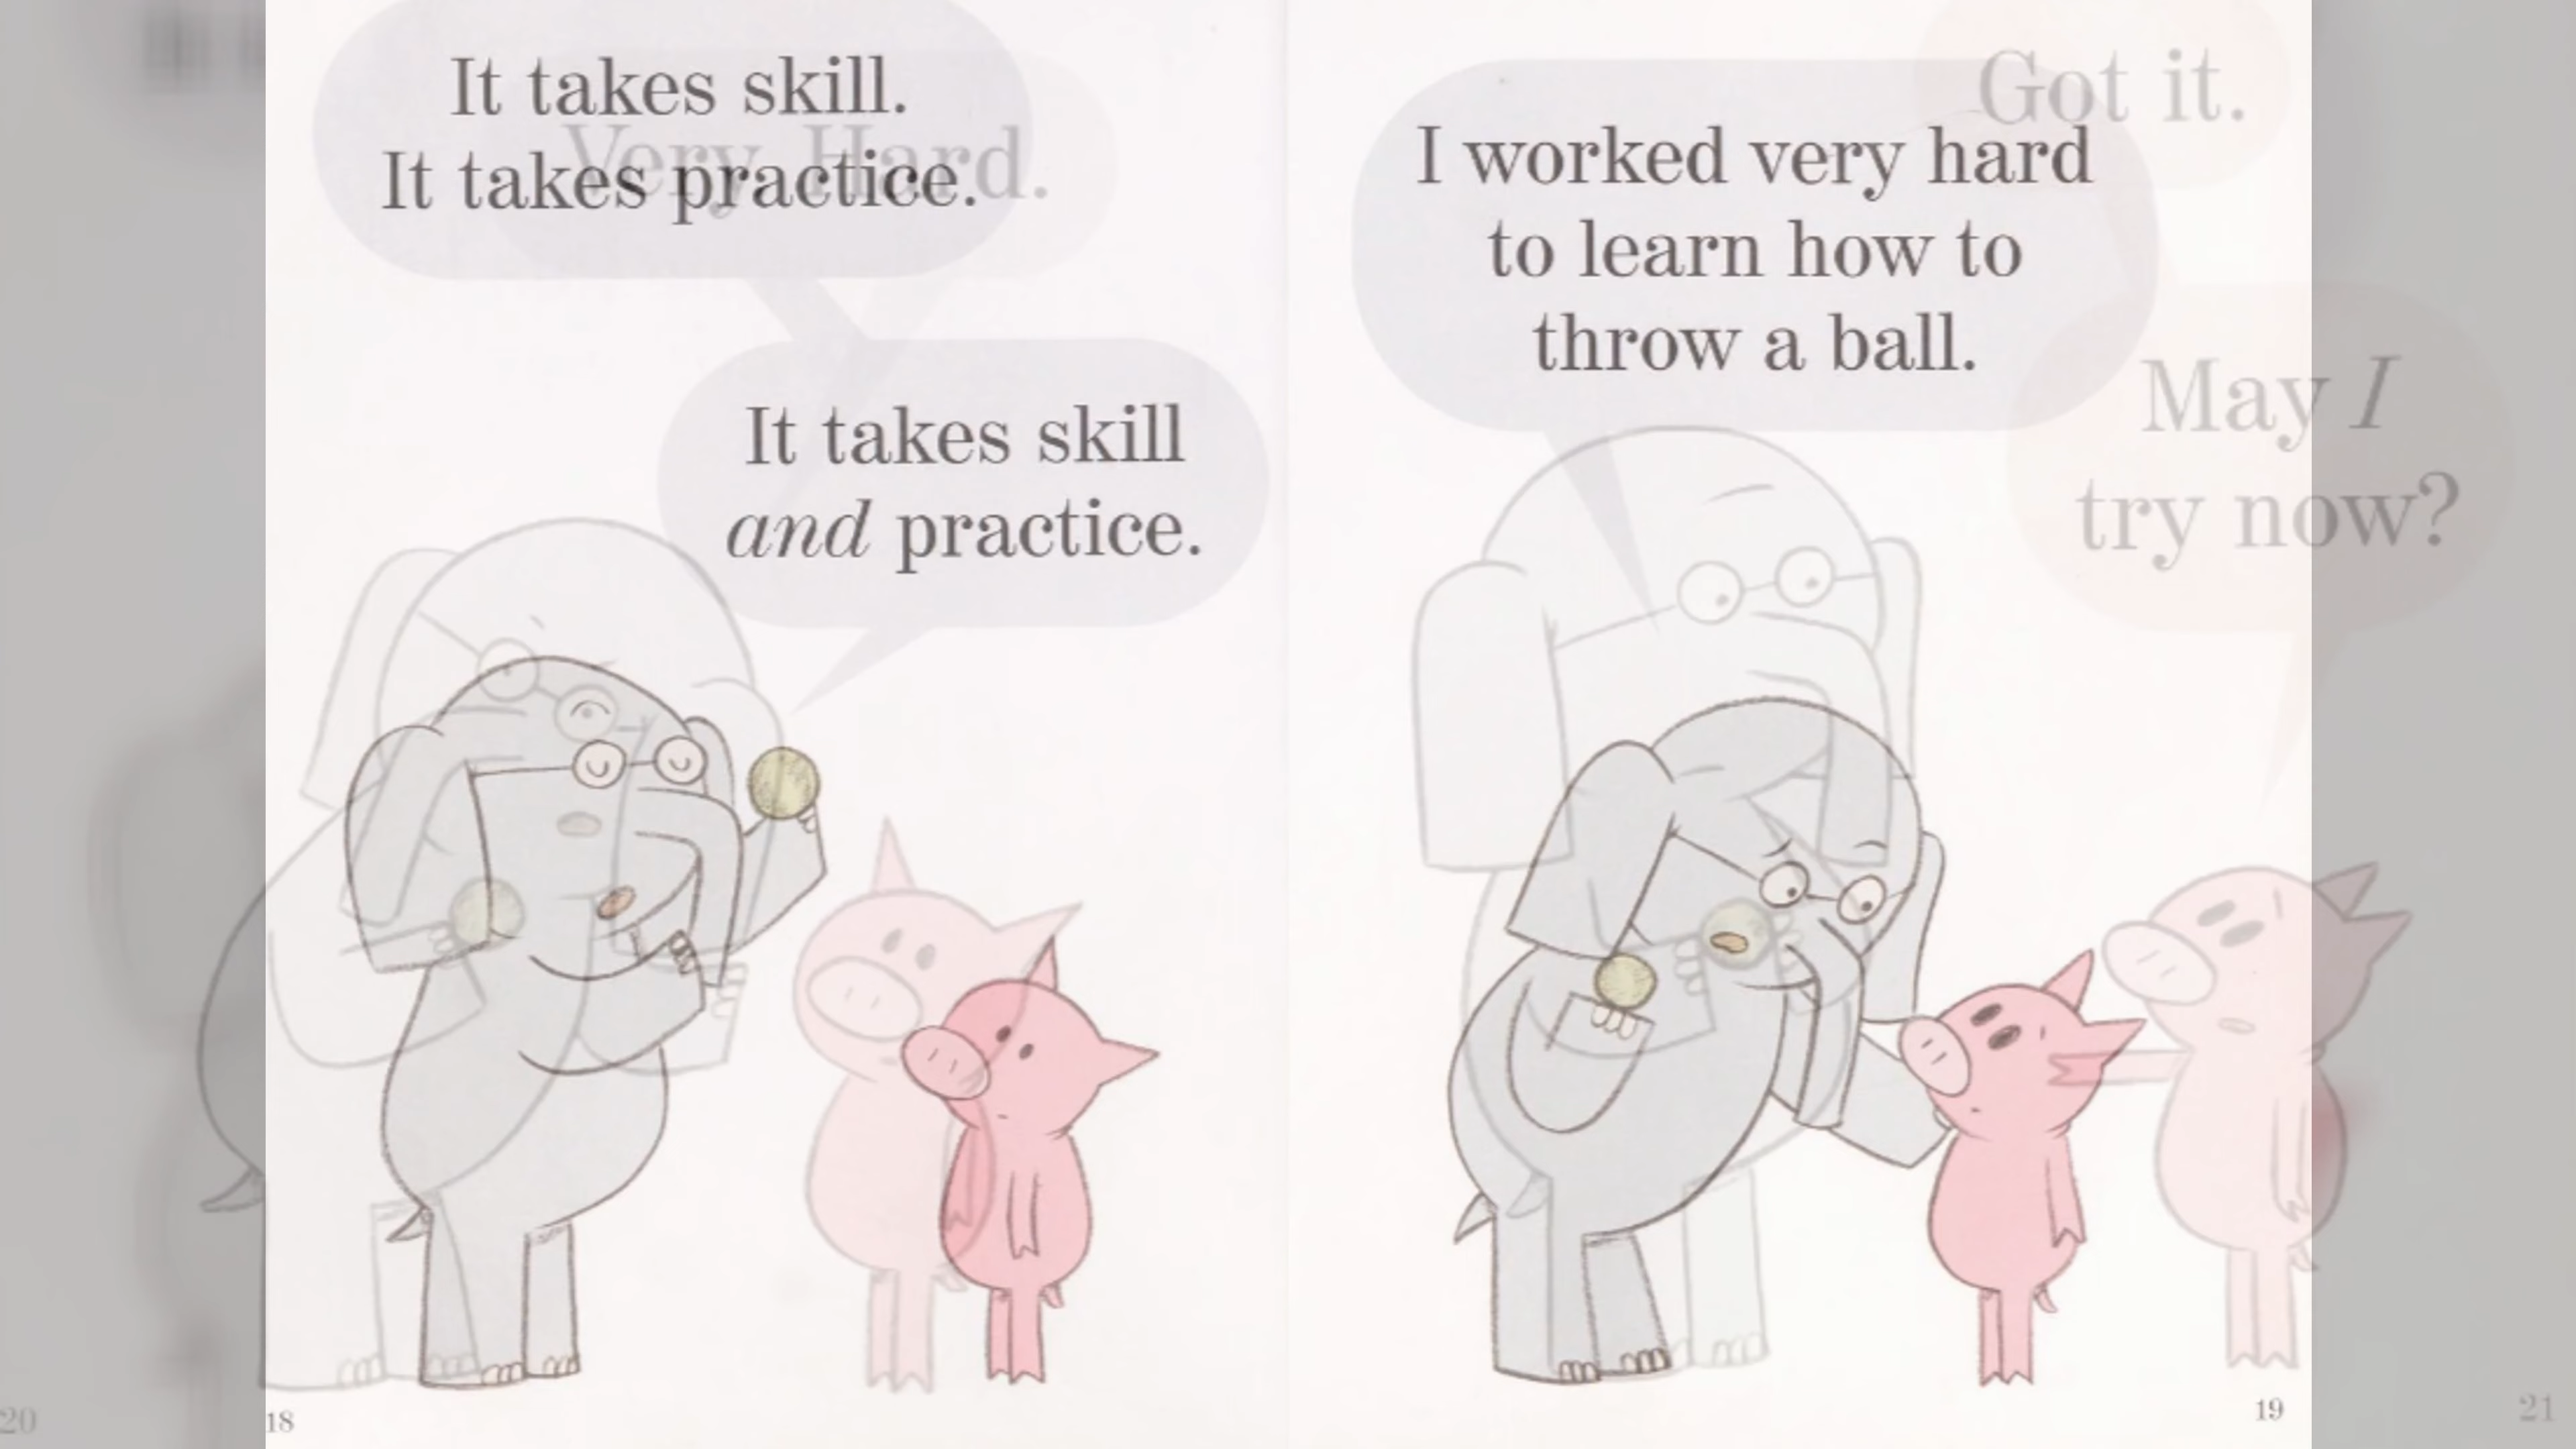 It takes skill.
It takes practice.
Very Hard.
It takes skill
and practice.
I worked very hard
to learn how to
throw a ball.
Got it.
May I
try now?
20
18
19
21